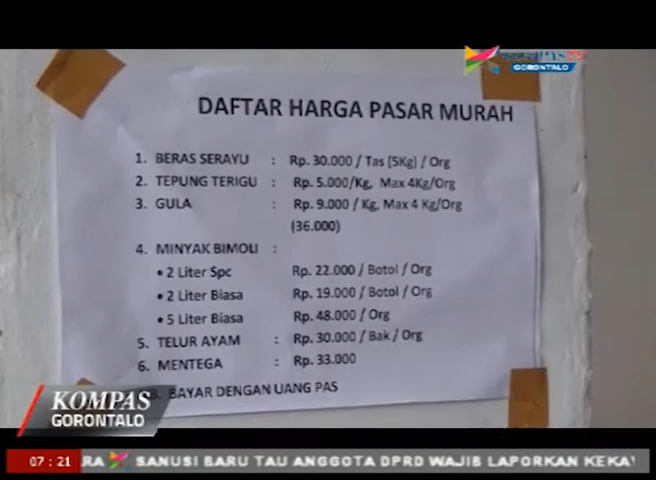 KOMPAS TV
GORONTALO
DAFTAR HARGA PASAR MURAH
1. BERAS SERAYU : Rp. 30.000 / Tas (5Kg) / Org
2. TEPUNG TERIGU : Rp. 5.000/Kg, Max 4Kg/Org
3. GULA : Rp. 9.000 / Kg, Max 4 Kg/Org
(36.000)
4. MINYAK BIMOLI :
• 2 Liter Spc Rp. 22.000 / Botol / Org
• 2 Liter Biasa Rp. 19.000 / Botol / Org
• 5 Liter Biasa Rp. 48.000 / Org
5. TELUR AYAM : Rp. 30.000 / Bak / Org
6. MENTEGA : Rp. 33.000
BAYAR DENGAN UANG PAS
KOMPAS
GORONTALO
07:21 RA SANUSI BARU TAU ANGGOTA DPRD WAJIB LAPORKAN KEKAY